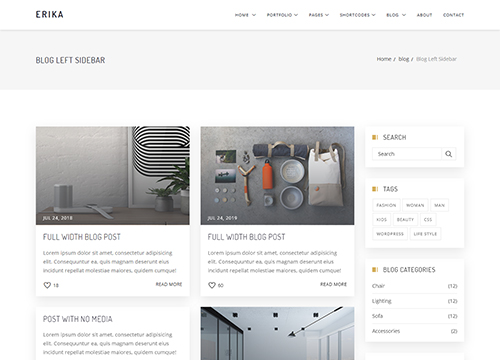 ERIKA
HOME PORTFOLIO PAGES SHORTCODES BLOG ABOUT CONTACT
BLOG LEFT SIDEBAR
Home / blog / Blog Left Sidebar
JUL 24, 2018
FULL WIDTH BLOG POST
Lorem ipsum dolor sit amet, consectetur adipiscing
elit. Consequuntur ea, quas magnam deserunt eius
incidunt repellat molestiae maiores, quidem cumque!
18 READ MORE
JUL 24, 2018
FULL WIDTH BLOG POST
Lorem ipsum dolor sit amet, consectetur adipiscing
elit. Consequuntur ea, quas magnam deserunt eius
incidunt repellat molestiae maiores, quidem cumque!
60 READ MORE
POST WITH NO MEDIA
Lorem ipsum dolor sit amet, consectetur adipiscing
elit. Consequuntur ea, quas magnam deserunt eius
incidunt repellat molestiae maiores, quidem cumque!
SEARCH
Search
TAGS
FASHION WOMAN MAN
KIDS BEAUTY CSS
WORDPRESS LIFE STYLE
BLOG CATEGORIES
Chair (12)
Lighting (12)
Sofa (12)
Accessories (2)